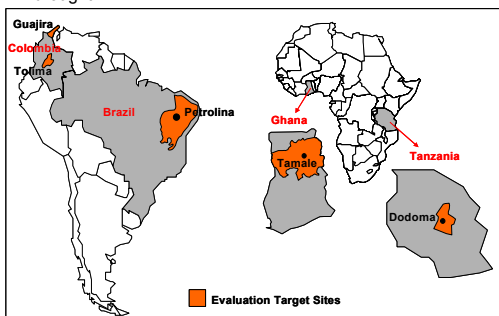 Guajira
Colombia
Tolima
Brazil
Petrolina
Ghana
Tamale
Tanzania
Dodoma
Evaluation Target Sites